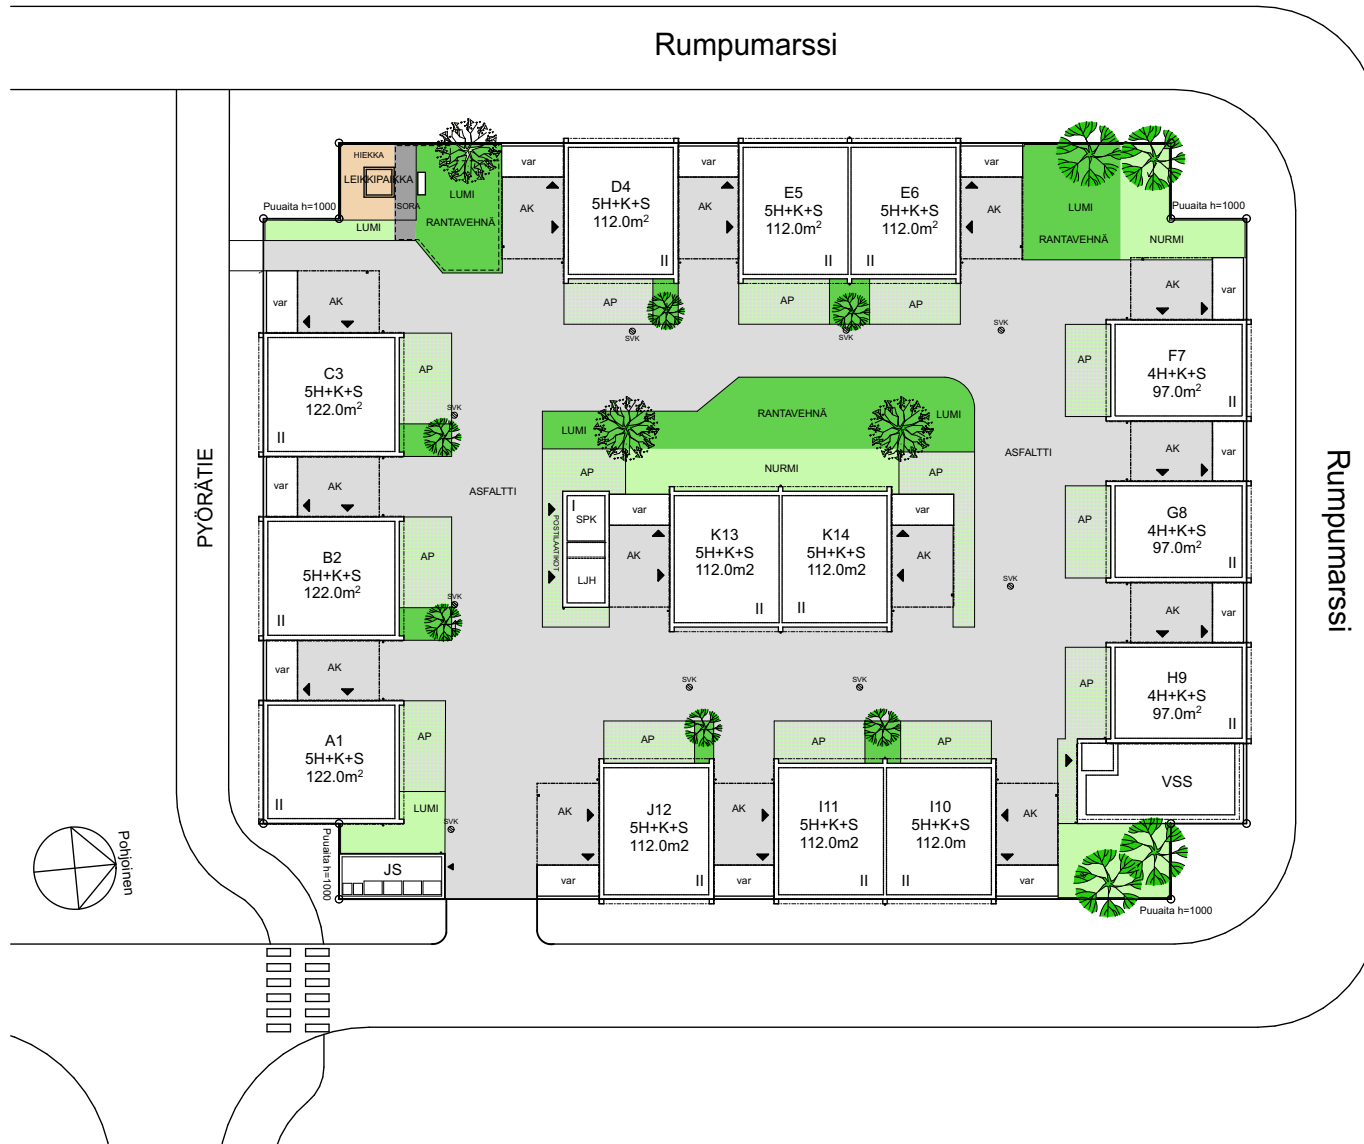 Rumpumarssi
HIEKKA
LEIKKIPAIKKA
SORA
LUMI
RANTAVEHNÄ
LUMI
Puuaita h=1000
var
AK
D4
5H+K+S
112.0m²
II
var
AK
E5
5H+K+S
112.0m²
II
E6
5H+K+S
112.0m²
II
var
AK
LUMI
RANTAVEHNÄ
NURMI
Puuaita h=1000
AP
AP
AP
SVK
SVK
SVK
var
AK
C3
5H+K+S
122.0m²
II
AP
SVK
var
AK
B2
5H+K+S
122.0m²
II
AP
SVK
var
AK
A1
5H+K+S
122.0m²
II
AP
LUMI
SVK
JS
Puuaita h=1000
PYÖRÄTIE
Pohjoinen
ASFALTTI
LUMI
RANTAVEHNÄ
LUMI
AP
NURMI
AP
I
SPK
LJH
POSTILAATIKOT
var
AK
K13
5H+K+S
112.0m2
II
K14
5H+K+S
112.0m2
II
var
AK
ASFALTTI
SVK
SVK
SVK
AK
var
F7
4H+K+S
97.0m²
II
AP
AK
var
G8
4H+K+S
97.0m²
II
AP
AK
var
H9
4H+K+S
97.0m²
II
AP
VSS
Rumpumarssi
AP
AP
AP
AK
var
J12
5H+K+S
112.0m2
II
AK
var
I11
5H+K+S
112.0m2
II
I10
5H+K+S
112.0m
II
AK
var
Puuaita h=1000